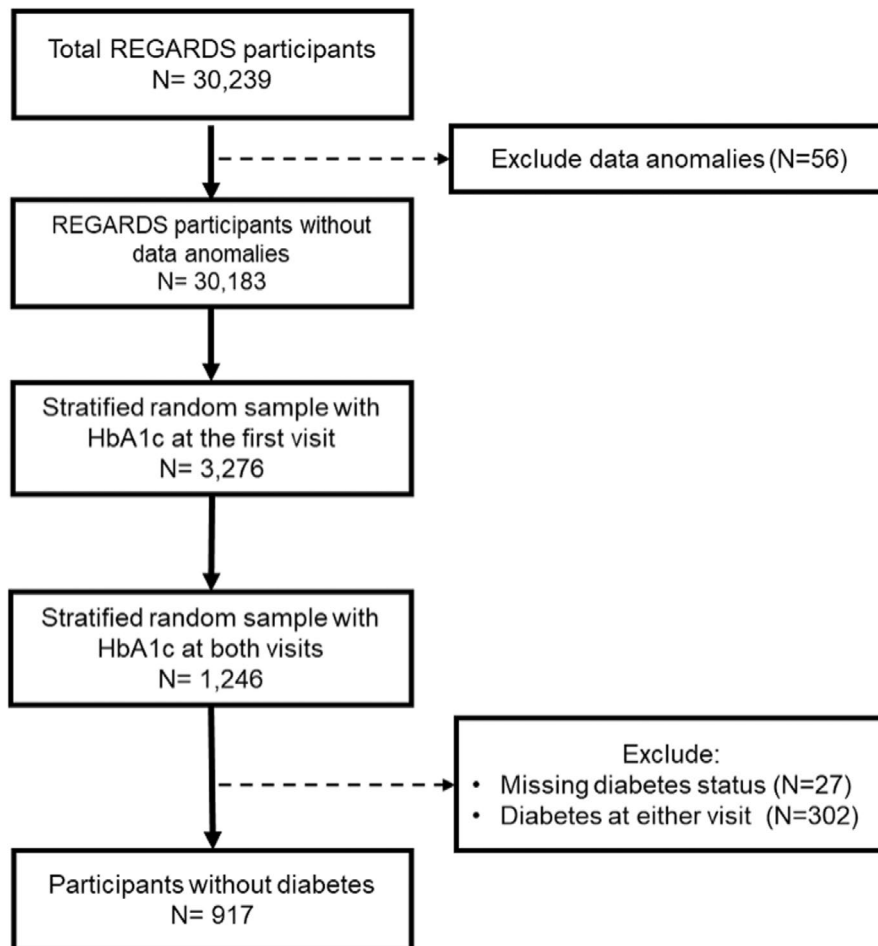 Total REGARDS participants
N= 30,239
Exclude data anomalies (N=56)
REGARDS participants without
data anomalies
N= 30,183
Stratified random sample with
HbA1c at the first visit
N= 3,276
Stratified random sample with
HbA1c at both visits
N= 1,246
Exclude:
• Missing diabetes status (N=27)
• Diabetes at either visit (N=302)
Participants without diabetes
N= 917